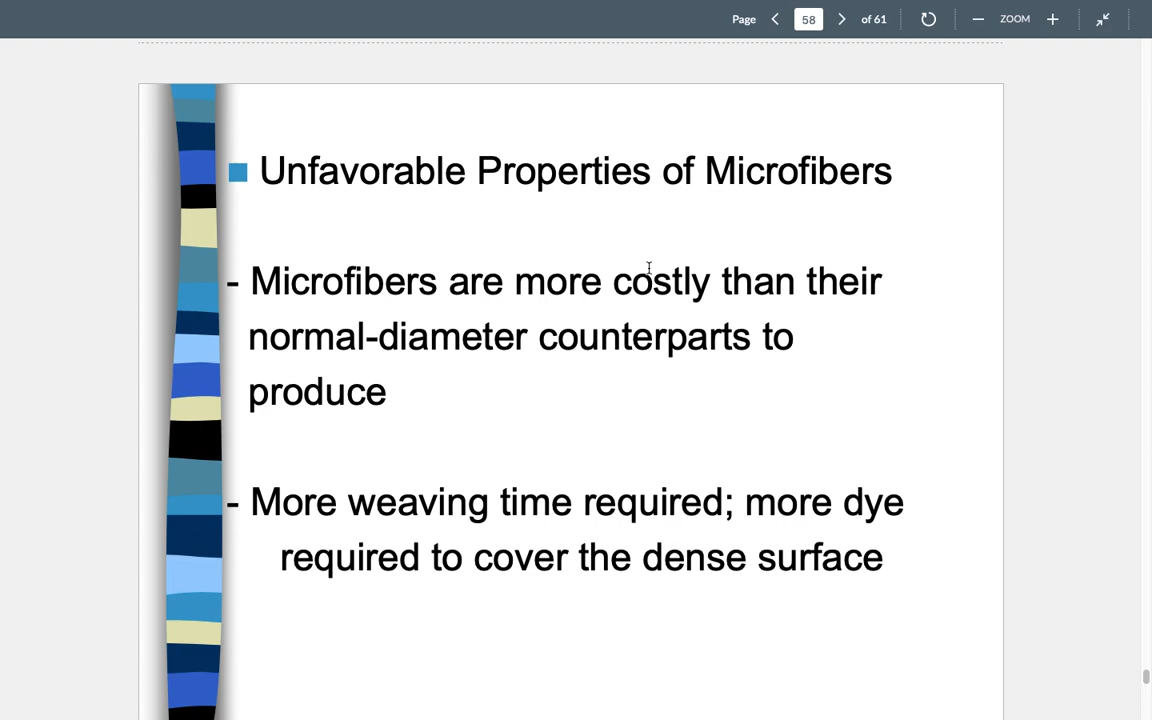 Page 58 of 61 ZOOM
Unfavorable Properties of Microfibers
- Microfibers are more costly than their
normal-diameter counterparts to
produce
- More weaving time required; more dye
required to cover the dense surface